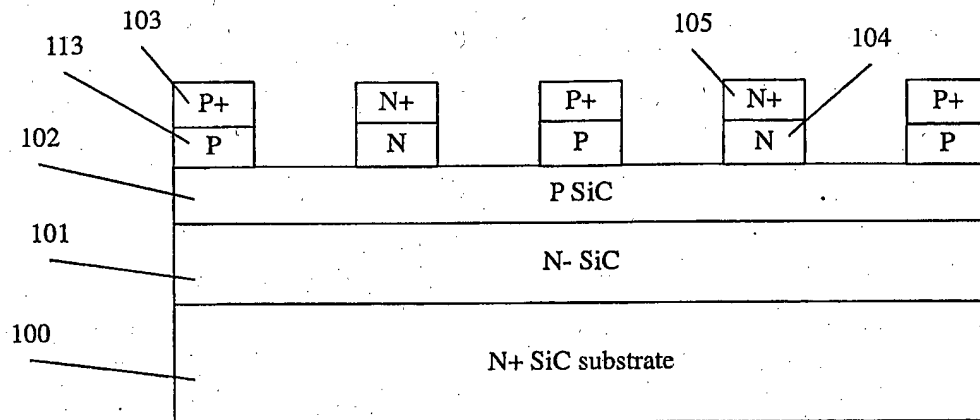 103
105
104
113
P+ N+ P+ N+ P+
102
P N P N P
P SiC
101
N- SiC
100
N+ SiC substrate